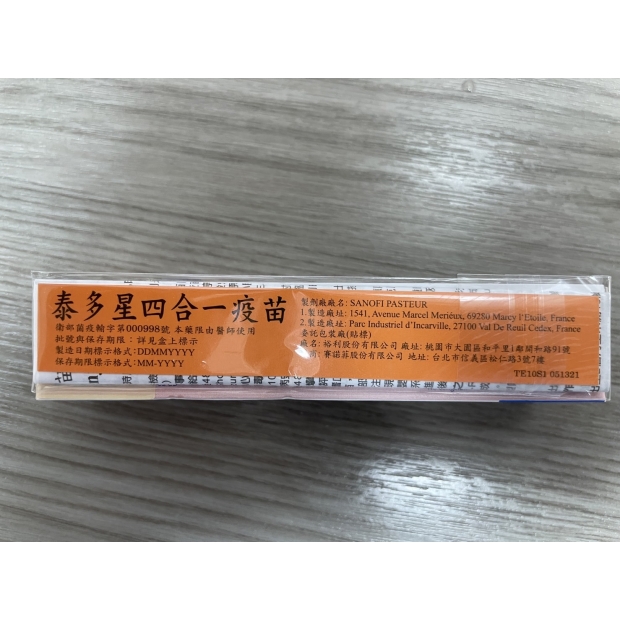 泰多星四合一疫苗
衛部菌疫輸字第000998號 本藥限由醫師使用
批號與保存期限：詳見盒上標示
製造日期標示格式：DDMMYYYY
保存期限標示格式：MM-YYYY
製劑廠廠名: SANOFI PASTEUR
1.製造廠址: 1541, Avenue Marcel Merieux, 69280 Marcy l'Etoile, France
2.製造廠址: Parc Industriel d'Incarville, 27100 Val De Reuil Cedex, France
委託包裝廠(貼標)
廠名: 裕利股份有限公司 廠址: 桃園市大園區和平里1鄰開和路91號
商: 賽諾菲股份有限公司 地址: 台北市信義區松仁路3號7樓
TE10S1 051321